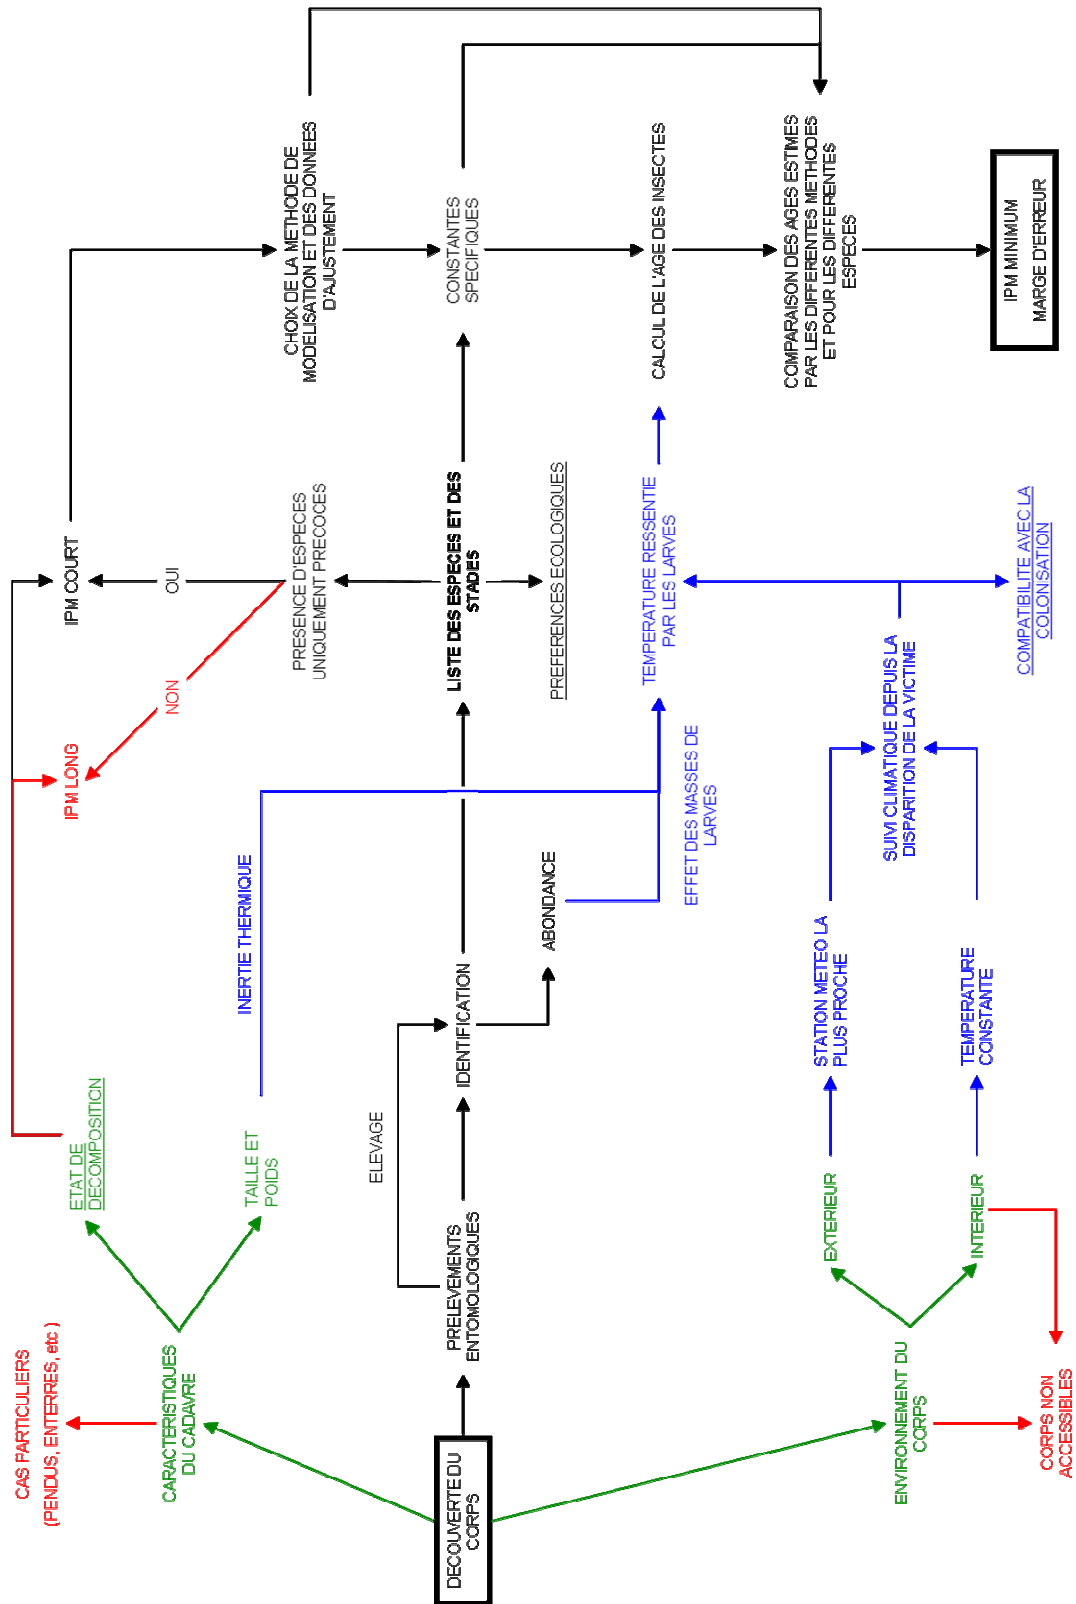 DECOUVERTE DU
CORPS
CAS PARTICULIERS
(PENDUS, ENTERRES, etc )
CARACTERISTIQUES
DU CADAVRE
PRELEVEMENTS
ENTOMOLOGIQUES
ENVIRONNEMENT DU
CORPS
CORPS NON
ACCESSIBLES
ETAT DE
DECOMPOSITION
TAILLE ET
POIDS
ELEVAGE
EXTERIEUR
INTERIEUR
INERTIE THERMIQUE
IDENTIFICATION
ABONDANCE
STATION METEO LA
PLUS PROCHE
TEMPERATURE
CONSTANTE
IPM LONG
NON
EFFET DES MASSES DE
LARVES
SUIVI CLIMATIQUE DEPUIS LA
DISPARITION DE LA VICTIME
IPM COURT
OUI
PRESENCE D'ESPECES
UNIQUEMENT PRECOCES
LISTE DES ESPECES ET DES
STADES
PREFERENCES ECOLOGIQUES
TEMPERATURE RESSENTIE
PAR LES LARVES
COMPATIBILITE AVEC LA
COLONISATION
CHOIX DE LA METHODE DE
MODELISATION ET DES DONNEES
D'AJUSTEMENT
CONSTANTES
SPECIFIQUES
CALCUL DE L'AGE DES INSECTES
COMPARAISON DES AGES ESTIMES
PAR LES DIFFERENTES METHODES
ET POUR LES DIFFERENTES
ESPECES
IPM MINIMUM
MARGE D'ERREUR